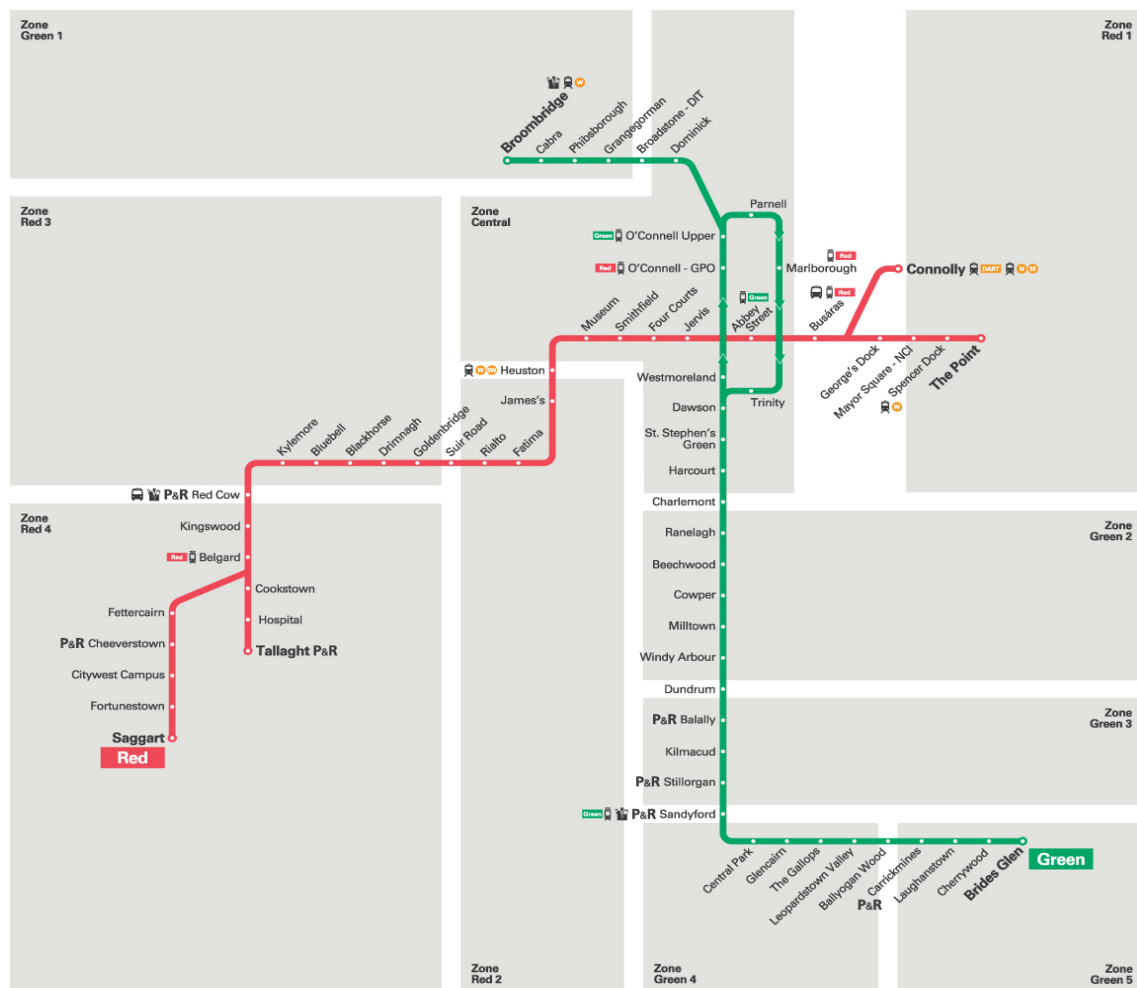 Zone
Green 1
Zone
Red 1
Broombridge
Cabra
Phibsborough
Grangegorman
Broadstone - DIT
Dominick
W
Zone
Red 3
Zone
Central
Parnell
Green O'Connell Upper
Red O'Connell - GPO
Red
Marlborough
Connolly DART N SE
Green
Red
Museum
Smithfield
Four Courts
Jervis
Abbey
Street
Busáras
George's Dock
Mayor Square - NCI
Spencer Dock
W
The Point
W SW Heuston
Westmoreland
James's
Dawson
Trinity
St. Stephen's
Green
Kylemore
Bluebell
Blackhorse
Drimnagh
Goldenbridge
Suir Road
Rialto
Fatima
Harcourt
P&R Red Cow
Charlemont
Zone
Red 4
Kingswood
Ranelagh
Zone
Green 2
Red Belgard
Beechwood
Cookstown
Cowper
Fettercairn
Hospital
Milltown
P&R Cheeverstown
Tallaght P&R
Windy Arbour
Citywest Campus
Dundrum
Fortunestown
P&R Balally
Zone
Green 3
Saggart
Red
Kilmacud
P&R Stillorgan
Green P&R Sandyford
Central Park
Glencairn
The Gallops
Leopardstown Valley
Ballyogan Wood
Carrickmines
P&R
Laughanstown
Cherrywood
Brides Glen
Green
Zone
Red 2
Zone
Green 4
Zone
Green 5